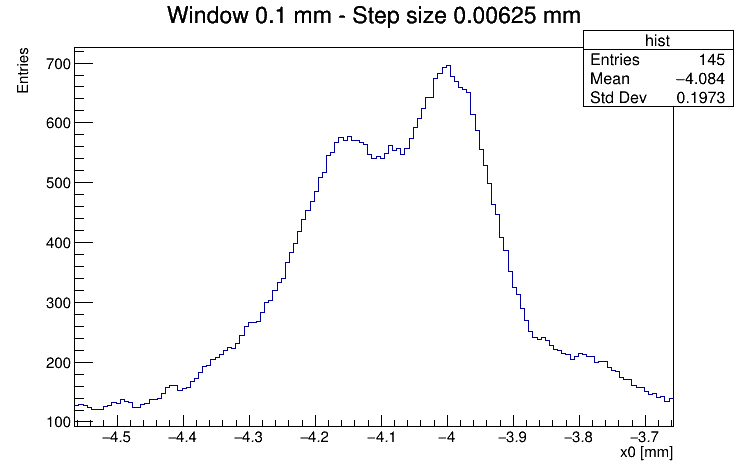 Window 0.1 mm - Step size 0.00625 mm
hist
Entries 145
Mean −4.084
Std Dev 0.1973
Entries
700
600
500
400
300
200
100
−4.5 −4.4 −4.3 −4.2 −4.1 −4 −3.9 −3.8 −3.7
x0 [mm]